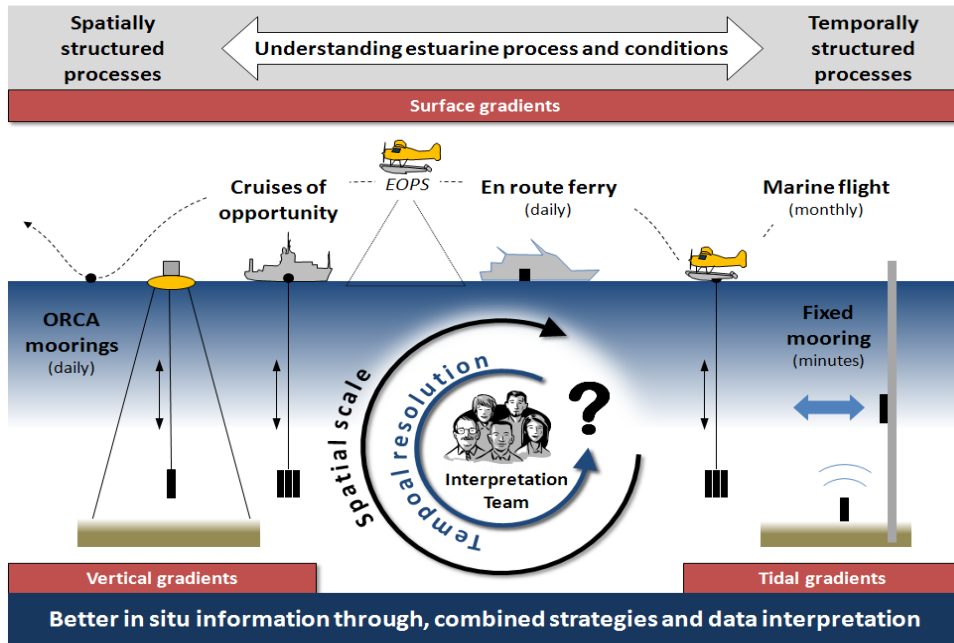 Spatially
structured
processes
Understanding estuarine process and conditions
Temporally
structured
processes
Surface gradients
EOPS
Cruises of
opportunity
En route ferry
(daily)
Marine flight
(monthly)
ORCA
moorings
(daily)
Fixed
mooring
(minutes)
Spatial scale
Tempoal resolution
?
Interpretation
Team
Vertical gradients
Tidal gradients
Better in situ information through, combined strategies and data interpretation